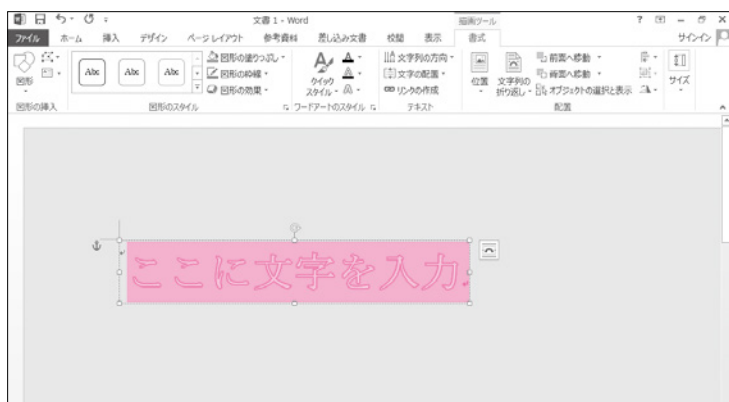 文書 1 - Word
描画ツール
ファイル ホーム 挿入 デザイン ページ レイアウト 参考資料 差し込み文書 校閲 表示 書式 サインイン
図形
Abc Abc Abc
図形の塗りつぶし
図形の枠線
図形の効果
クイック
スタイル
A
文字列の方向
文字の配置
リンクの作成
位置
文字列の
折り返し
前面へ移動
背面へ移動
オブジェクトの選択と表示
サイズ
図形の挿入 図形のスタイル ワードアートのスタイル テキスト 配置
ここに文字を入力